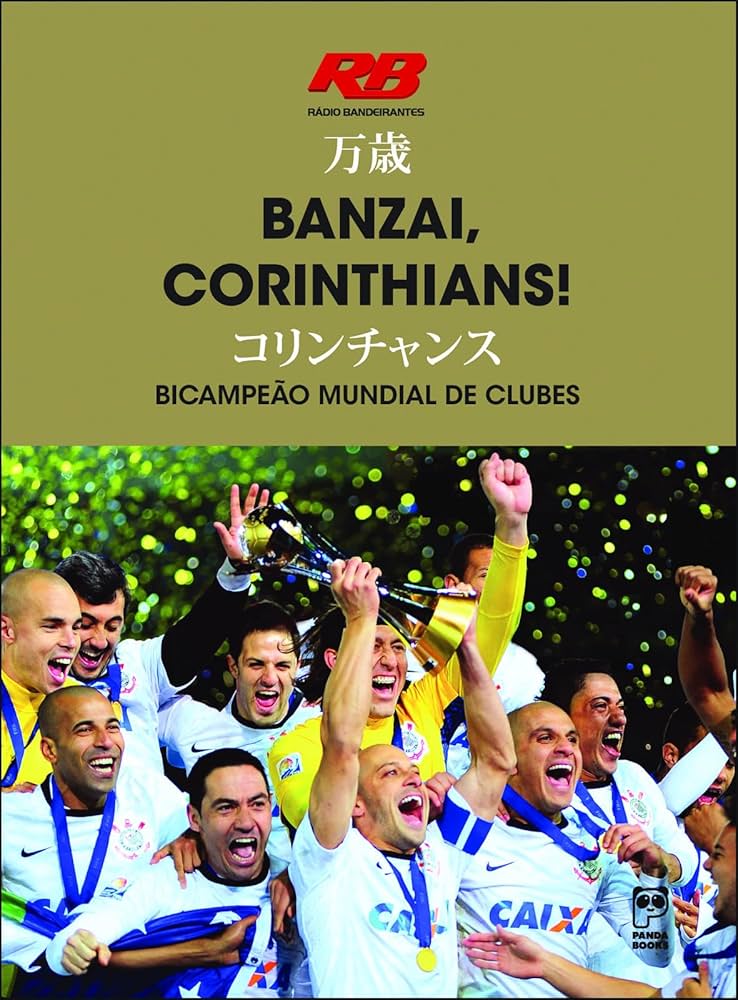 RB
RÁDIO BANDEIRANTES
万歳
BANZAI,
CORINTHIANS!
コリンチャンス
BICAMPEÃO MUNDIAL DE CLUBES
CAIXA
PANDA
BOOKS